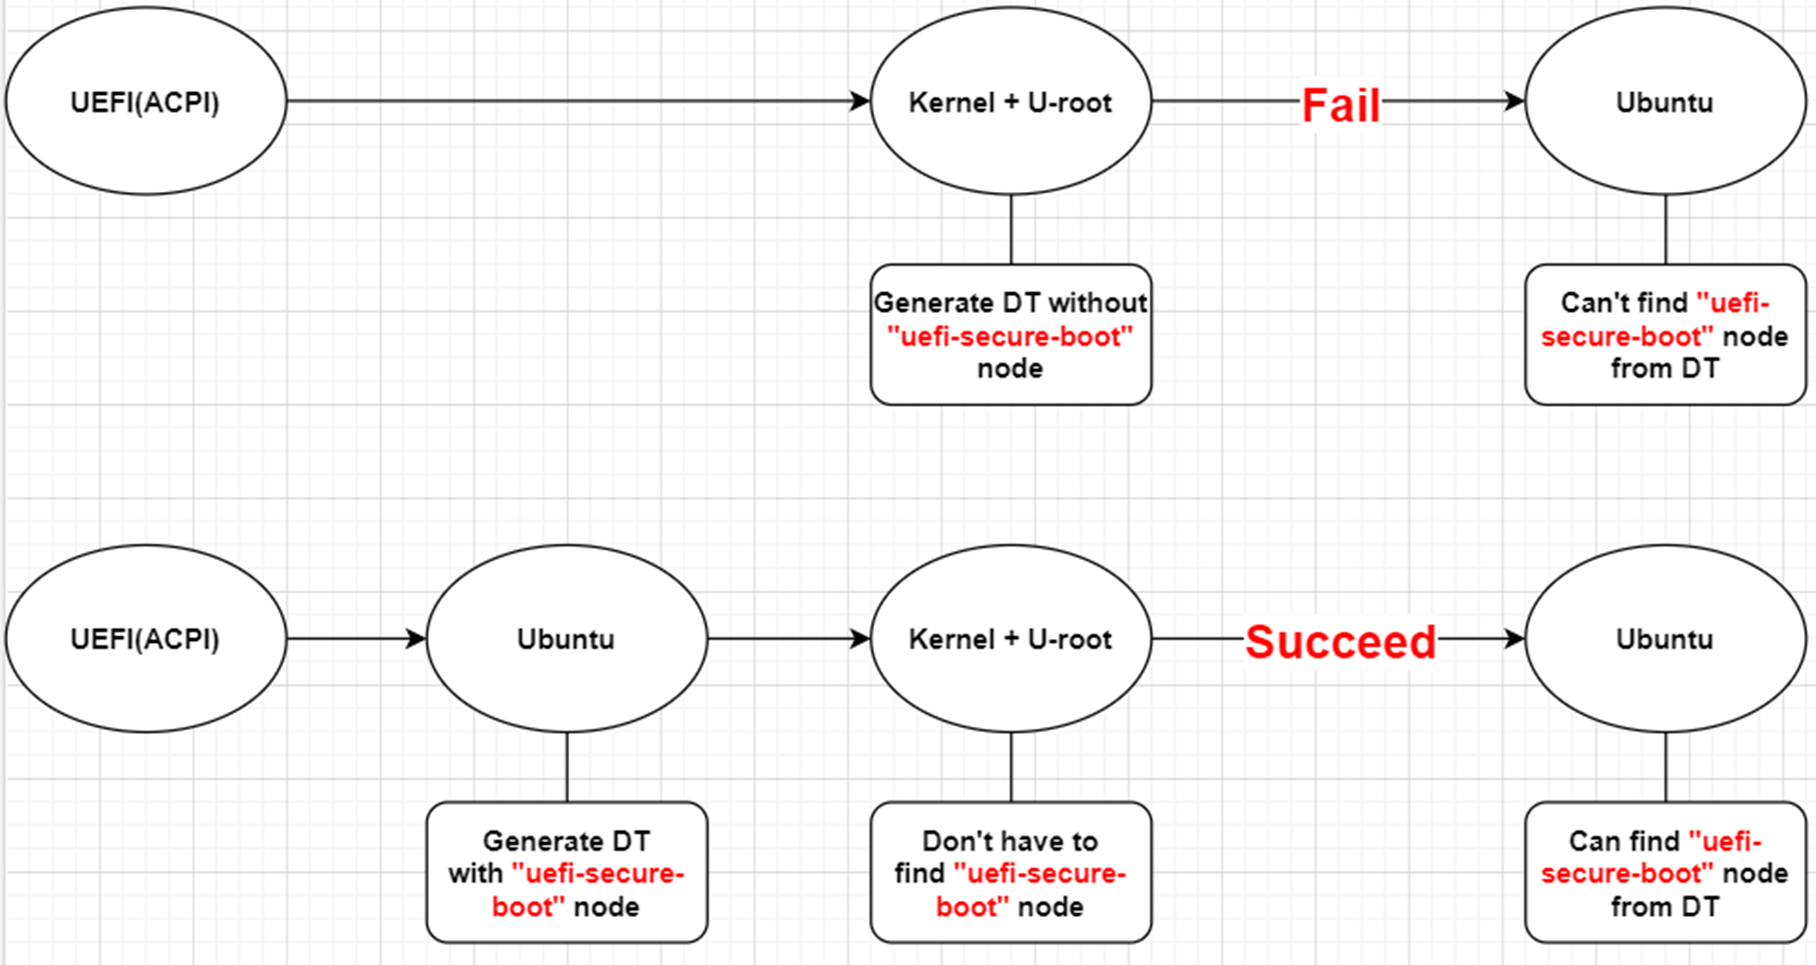 UEFI(ACPI)
Kernel + U-root
Fail
Ubuntu
Generate DT without
"uefi-secure-boot"
node
Can't find "uefi-
secure-boot" node
from DT
UEFI(ACPI)
Ubuntu
Kernel + U-root
Succeed
Ubuntu
Generate DT
with "uefi-secure-
boot" node
Don't have to
find "uefi-secure-
boot" node
Can find "uefi-
secure-boot" node
from DT